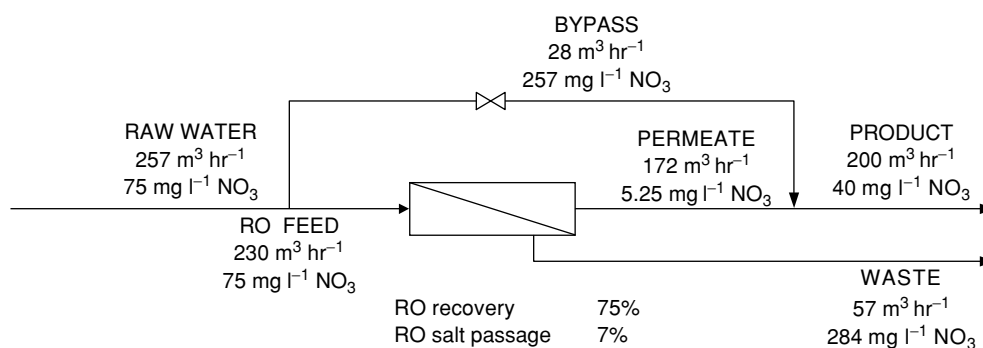 BYPASS
28 m³ hr⁻¹
257 mg l⁻¹ NO₃
RAW WATER
257 m³ hr⁻¹
75 mg l⁻¹ NO₃
PERMEATE
172 m³ hr⁻¹
5.25 mg l⁻¹ NO₃
PRODUCT
200 m³ hr⁻¹
40 mg l⁻¹ NO₃
RO FEED
230 m³ hr⁻¹
75 mg l⁻¹ NO₃
WASTE
57 m³ hr⁻¹
284 mg l⁻¹ NO₃
RO recovery 75%
RO salt passage 7%